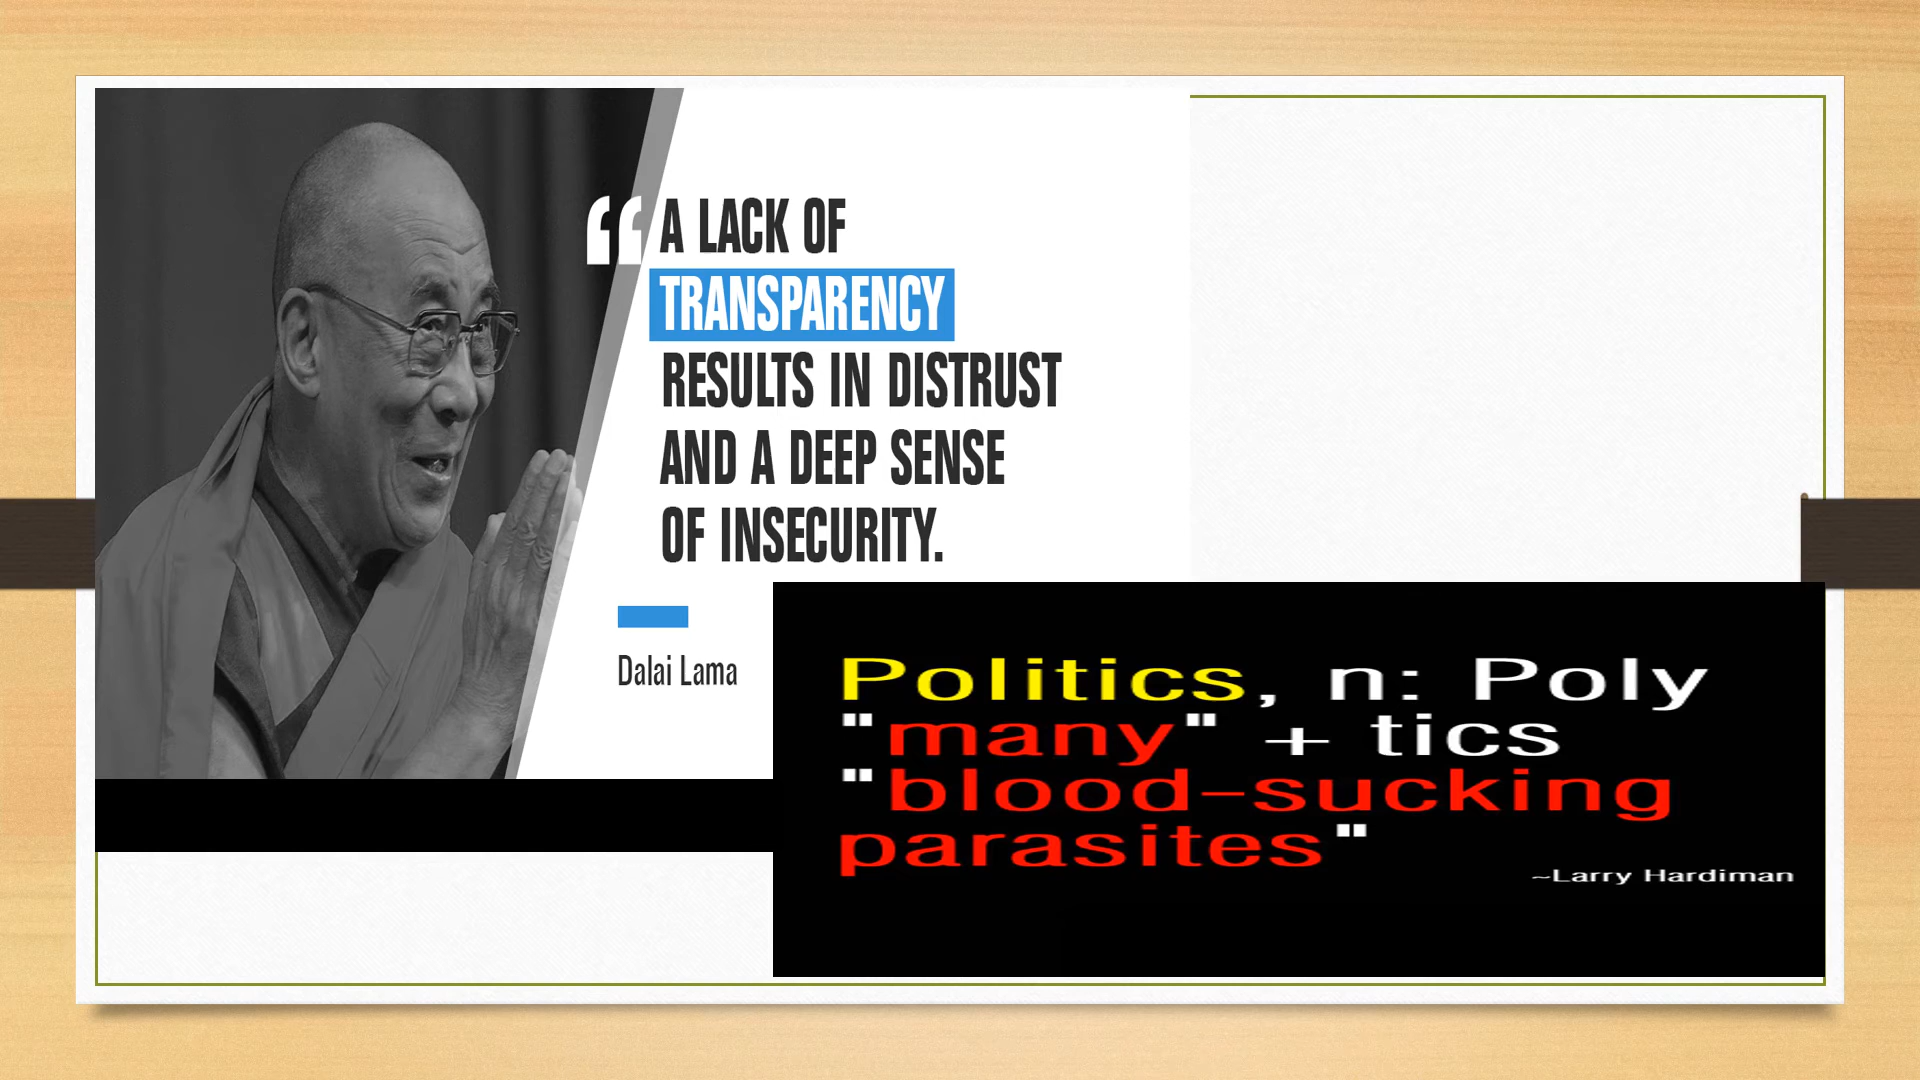 “A LACK OF
TRANSPARENCY
RESULTS IN DISTRUST
AND A DEEP SENSE
OF INSECURITY.
Dalai Lama
Politics, n: Poly
"many" + tics
"blood-sucking
parasites"
~Larry Hardiman